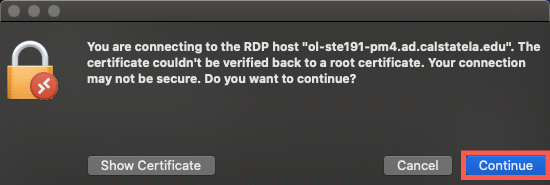 You are connecting to the RDP host "ol-ste191-pm4.ad.calstatela.edu". The
certificate couldn't be verified back to a root certificate. Your connection
may not be secure. Do you want to continue?
Show Certificate
Cancel
Continue